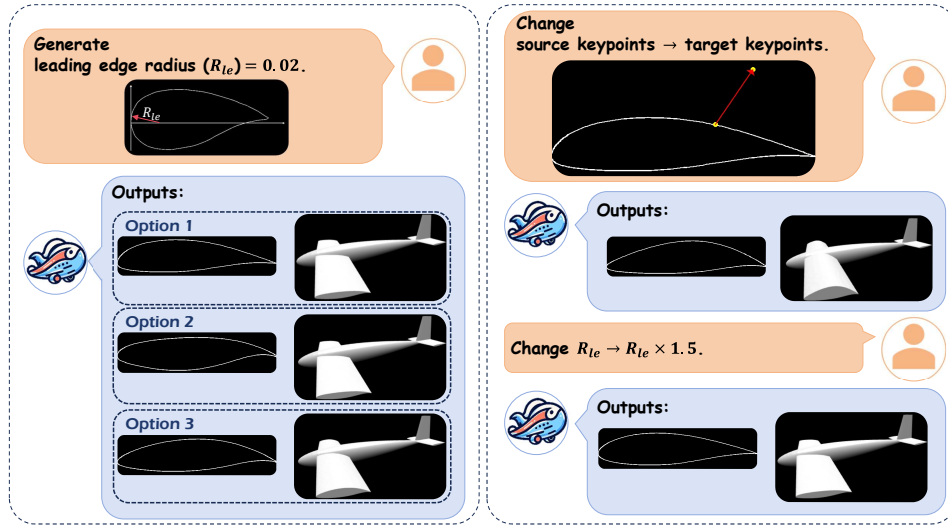 Generate
leading edge radius (R_le) = 0.02.
R_le
Outputs:
Option 1
Option 2
Option 3
Change
source keypoints → target keypoints.
Outputs:
Change R_le → R_le × 1.5.
Outputs: